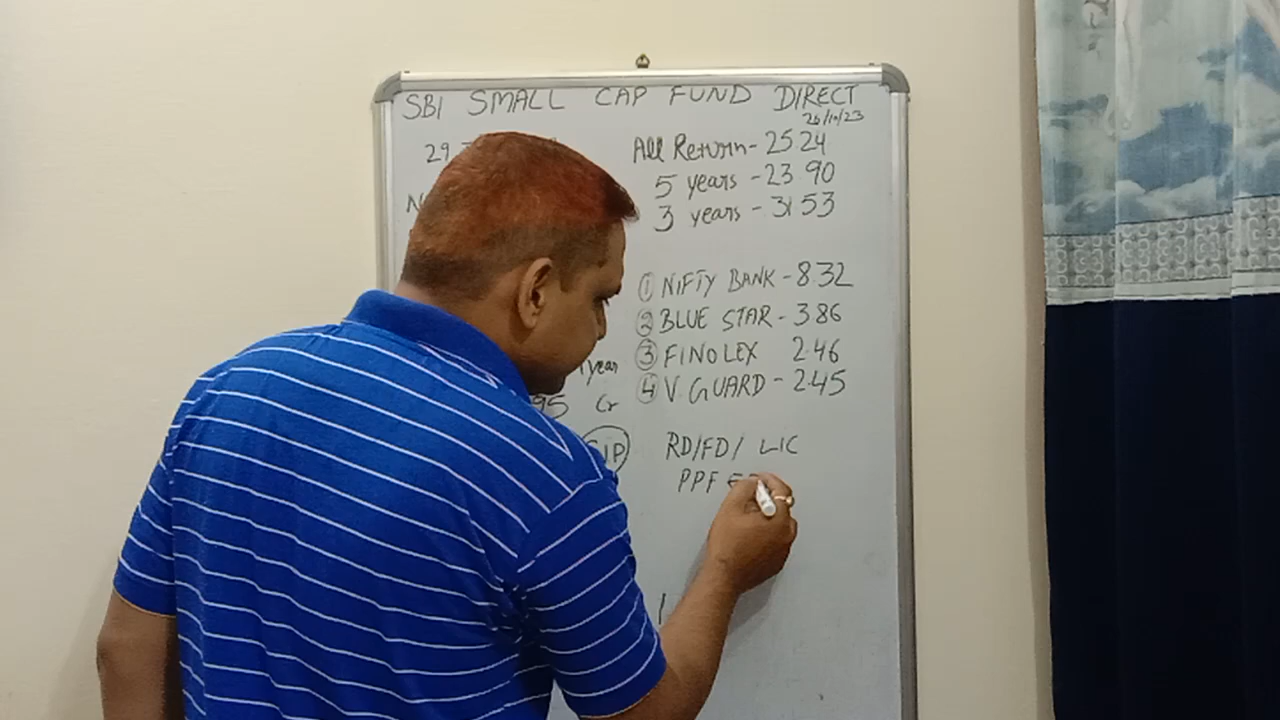 SBI SMALL CAP FUND DIRECT
26/10/23
29
All Return - 25.24
5 years - 23.90
N
3 years - 31.53
① NIFTY BANK - 8.32
② BLUE STAR - 3.86
1 year
③ FINOLEX 2.46
④ V.GUARD - 2.45
95 Cr
SIP
RD/FD/ LIC
PPF